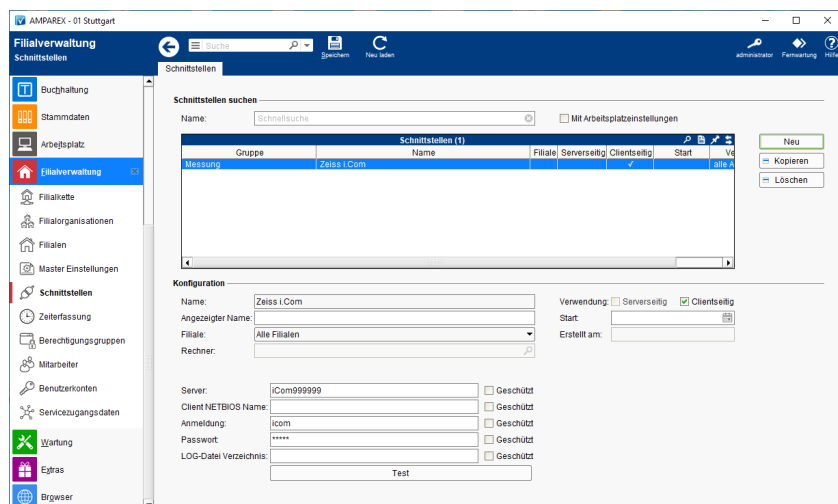 AMPAREX - 01 Stuttgart
Filialverwaltung
Schnittstellen
Suche
Speichern
Neu laden
administrator
Fernwartung
Hilfe
Schnittstellen
Buchhaltung
Stammdaten
Arbeitsplatz
Filialverwaltung
Filialkette
Filialorganisationen
Filialen
Master Einstellungen
Schnittstellen
Zeiterfassung
Berechtigungsgruppen
Mitarbeiter
Benutzerkonten
Servicezugangsdaten
Wartung
Extras
Browser
Schnittstellen suchen
Name: Schnellsuche Mit Arbeitsplatzeinstellungen
Schnittstellen (1)
Gruppe Name Filiale Serverseitig Clientseitig Start Ve
Messung Zeiss i.Com ✓ alle A
Neu
Kopieren
Löschen
Konfiguration
Name: Zeiss i.Com Verwendung: Serverseitig Clientseitig
Angezeigter Name: Start:
Filiale: Alle Filialen Erstellt am:
Rechner:
Server: iCom999999 Geschützt
Client NETBIOS Name: Geschützt
Anmeldung: icom Geschützt
Passwort: ***** Geschützt
LOG-Datei Verzeichnis: Geschützt
Test